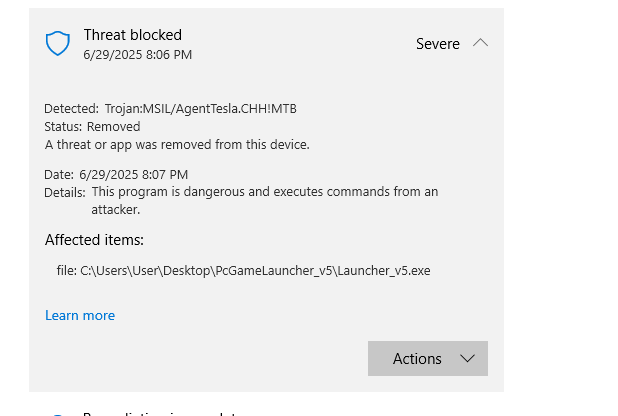 Threat blocked
6/29/2025 8:06 PM
Severe
Detected: Trojan:MSIL/AgentTesla.CHH!MTB
Status: Removed
A threat or app was removed from this device.
Date: 6/29/2025 8:07 PM
Details: This program is dangerous and executes commands from an
attacker.
Affected items:
file: C:\Users\User\Desktop\PcGameLauncher_v5\Launcher_v5.exe
Learn more
Actions